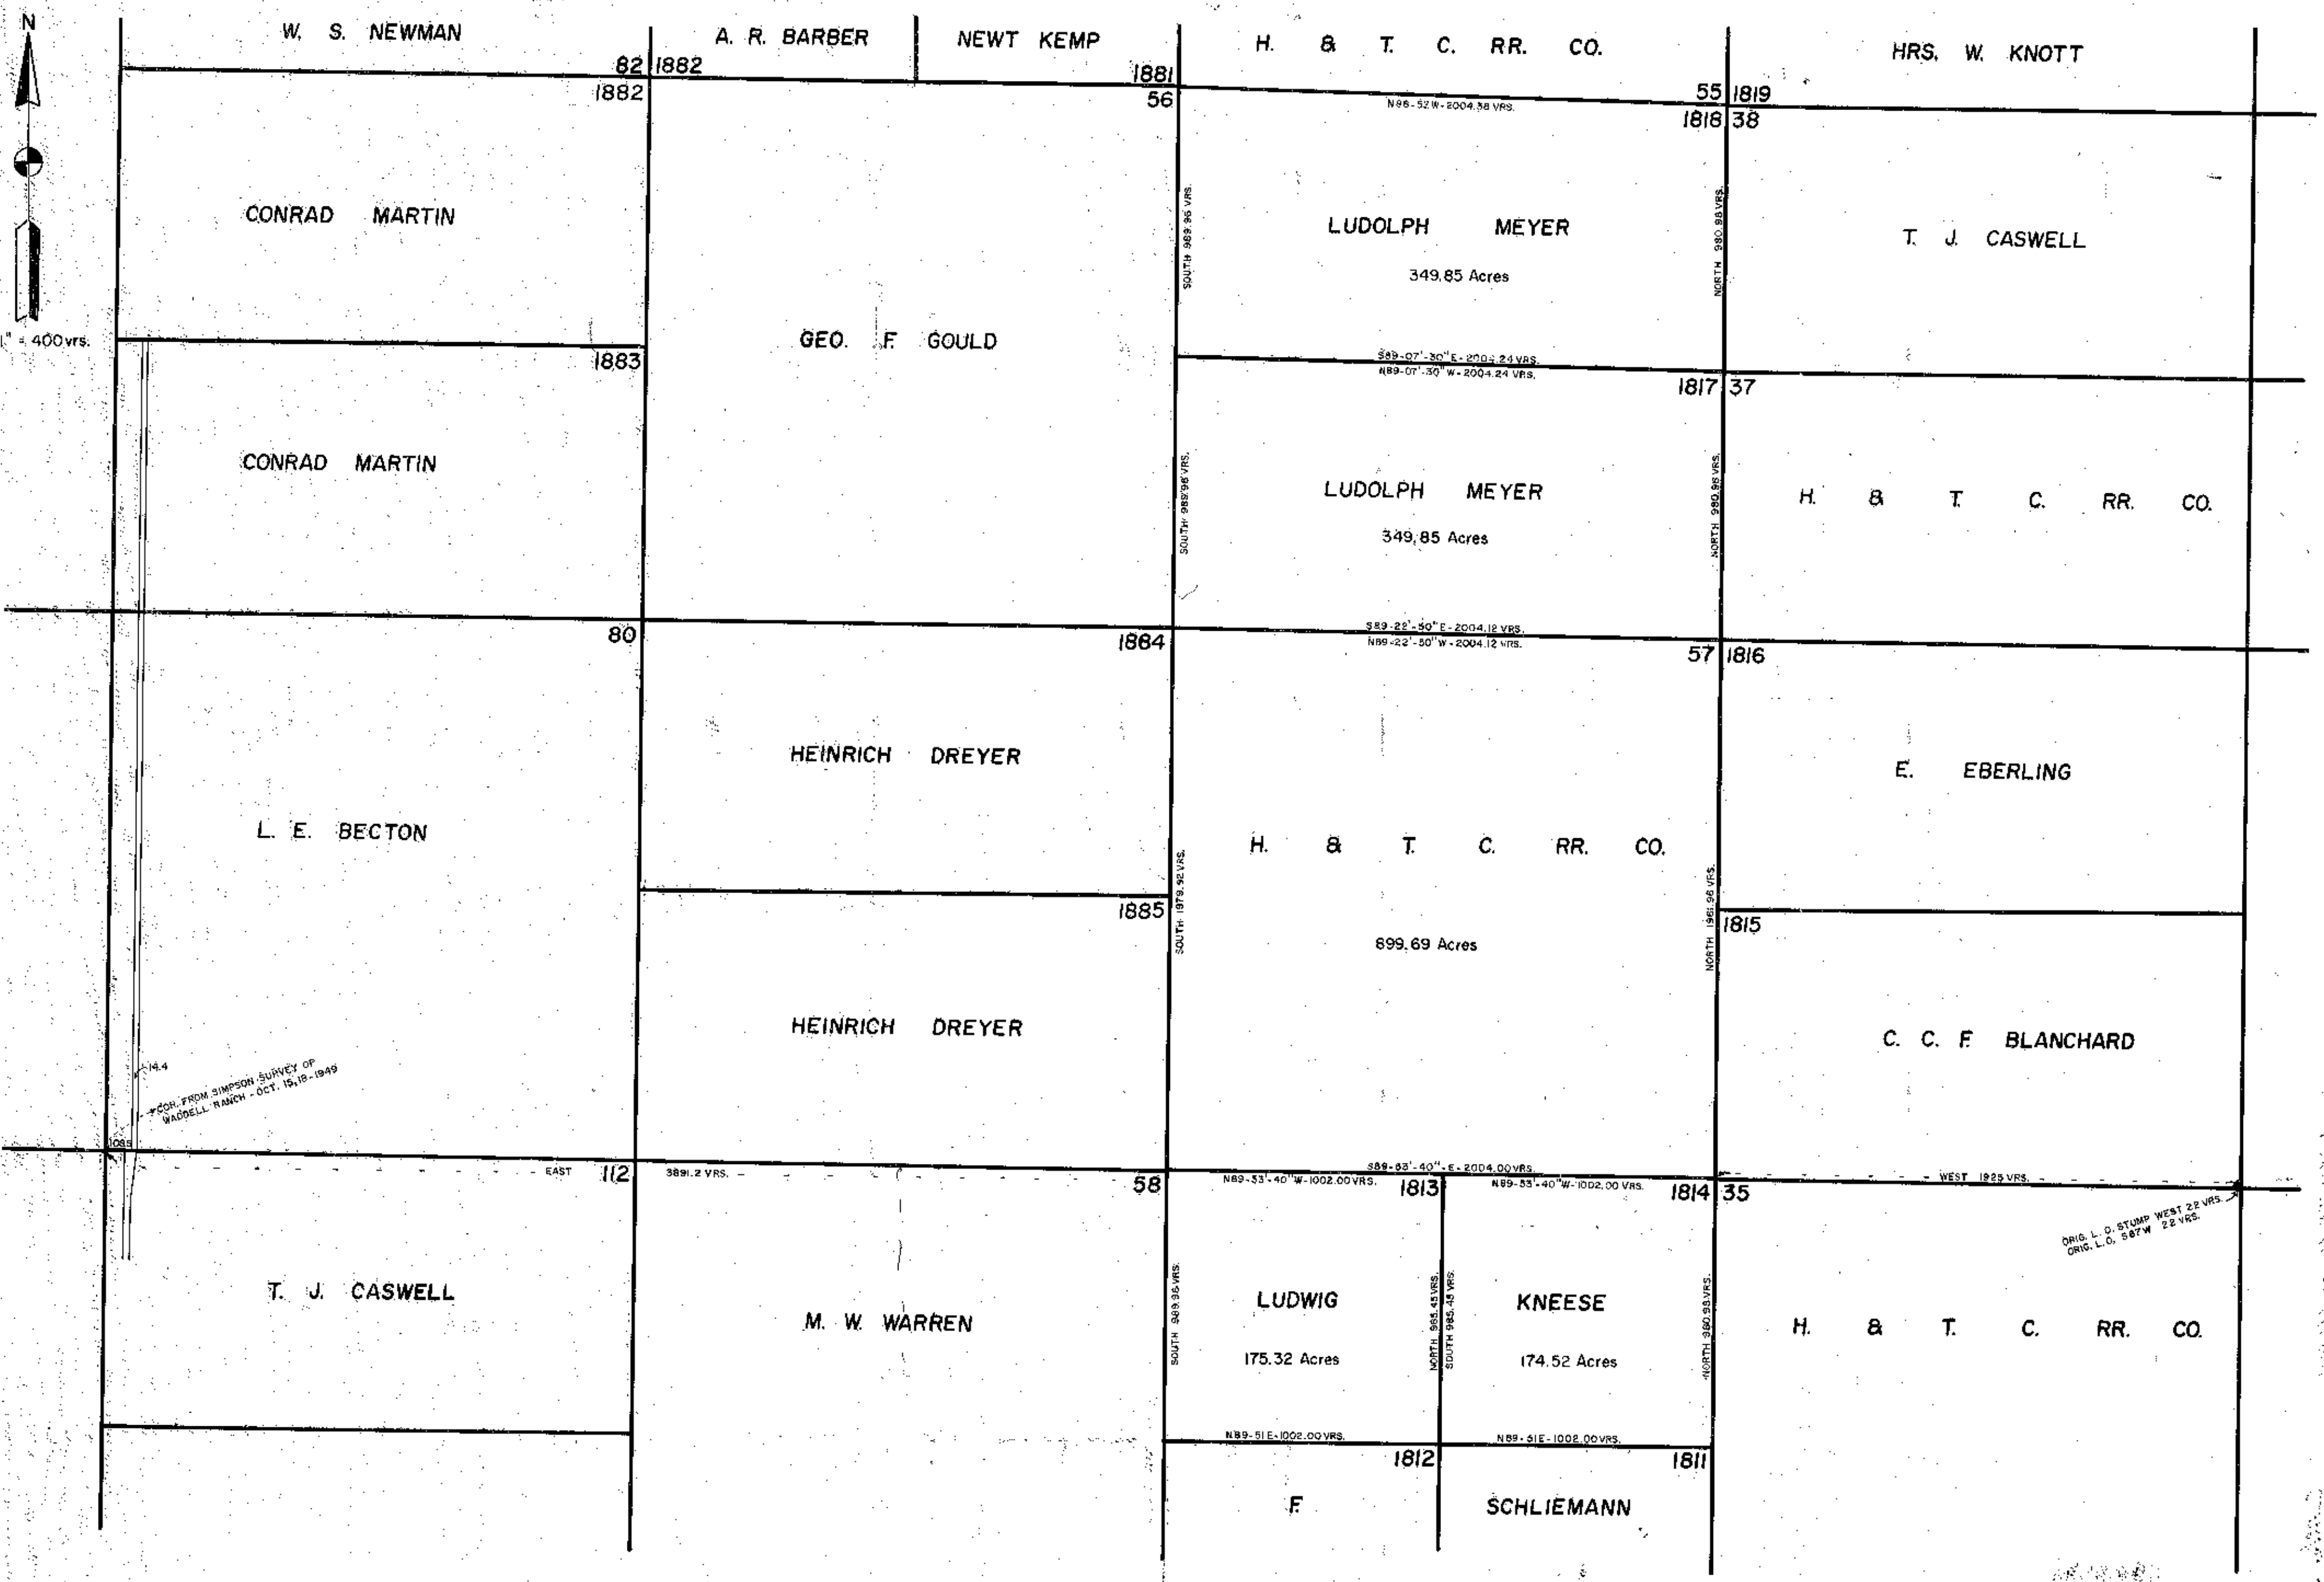 N
W. S. NEWMAN
A. R. BARBER
NEWT KEMP
H. & T. C. RR. CO.
HRS. W. KNOTT
82 1882
1881
55 1819
1882
56
N86-52W-2004.38 VRS.
1818 38
CONRAD MARTIN
SOUTH 989.96 VRS.
LUDOLPH MEYER
349.85 Acres
NORTH 980.98 VRS.
T. J. CASWELL
1" = 400 vrs.
GEO. F. GOULD
1883
S89-07'-30"E-2004.24 VRS.
N89-07'-30"W-2004.24 VRS.
1817 37
CONRAD MARTIN
SOUTH 989.96 VRS.
LUDOLPH MEYER
349.85 Acres
NORTH 980.98 VRS.
H. & T. C. RR. CO.
80
1884
S89-22'-50"E-2004.12 VRS.
N89-22'-50"W-2004.12 VRS.
57 1816
HEINRICH DREYER
E. EBERLING
L. E. BECTON
H. & T. C. RR. CO.
899.69 Acres
SOUTH 1979.92 VRS.
NORTH 1961.96 VRS.
1885
1815
HEINRICH DREYER
C. C. F. BLANCHARD
14.4
COR. FROM SIMPSON SURVEY OF
WADDELL RANCH - OCT. 15,18-1949
EAST
112
3891.2 VRS.
58
S89-53'-40"-E-2004.00 VRS.
N89-53'-40"W-1002.00 VRS.
1813
N89-53'-40"W-1002.00 VRS.
1814 35
WEST 1925 VRS.
ORIG. L. O. STUMP WEST 22 VRS.
ORIG. L.O. S87W 22 VRS.
T. J. CASWELL
M. W. WARREN
SOUTH 989.96 VRS.
LUDWIG
175.32 Acres
NORTH 985.45 VRS.
SOUTH 985.45 VRS.
KNEESE
174.52 Acres
NORTH 980.98 VRS.
H. & T. C. RR. CO.
N89-51E-1002.00 VRS.
N89-51E-1002.00 VRS.
1812
1811
F. SCHLIEMANN